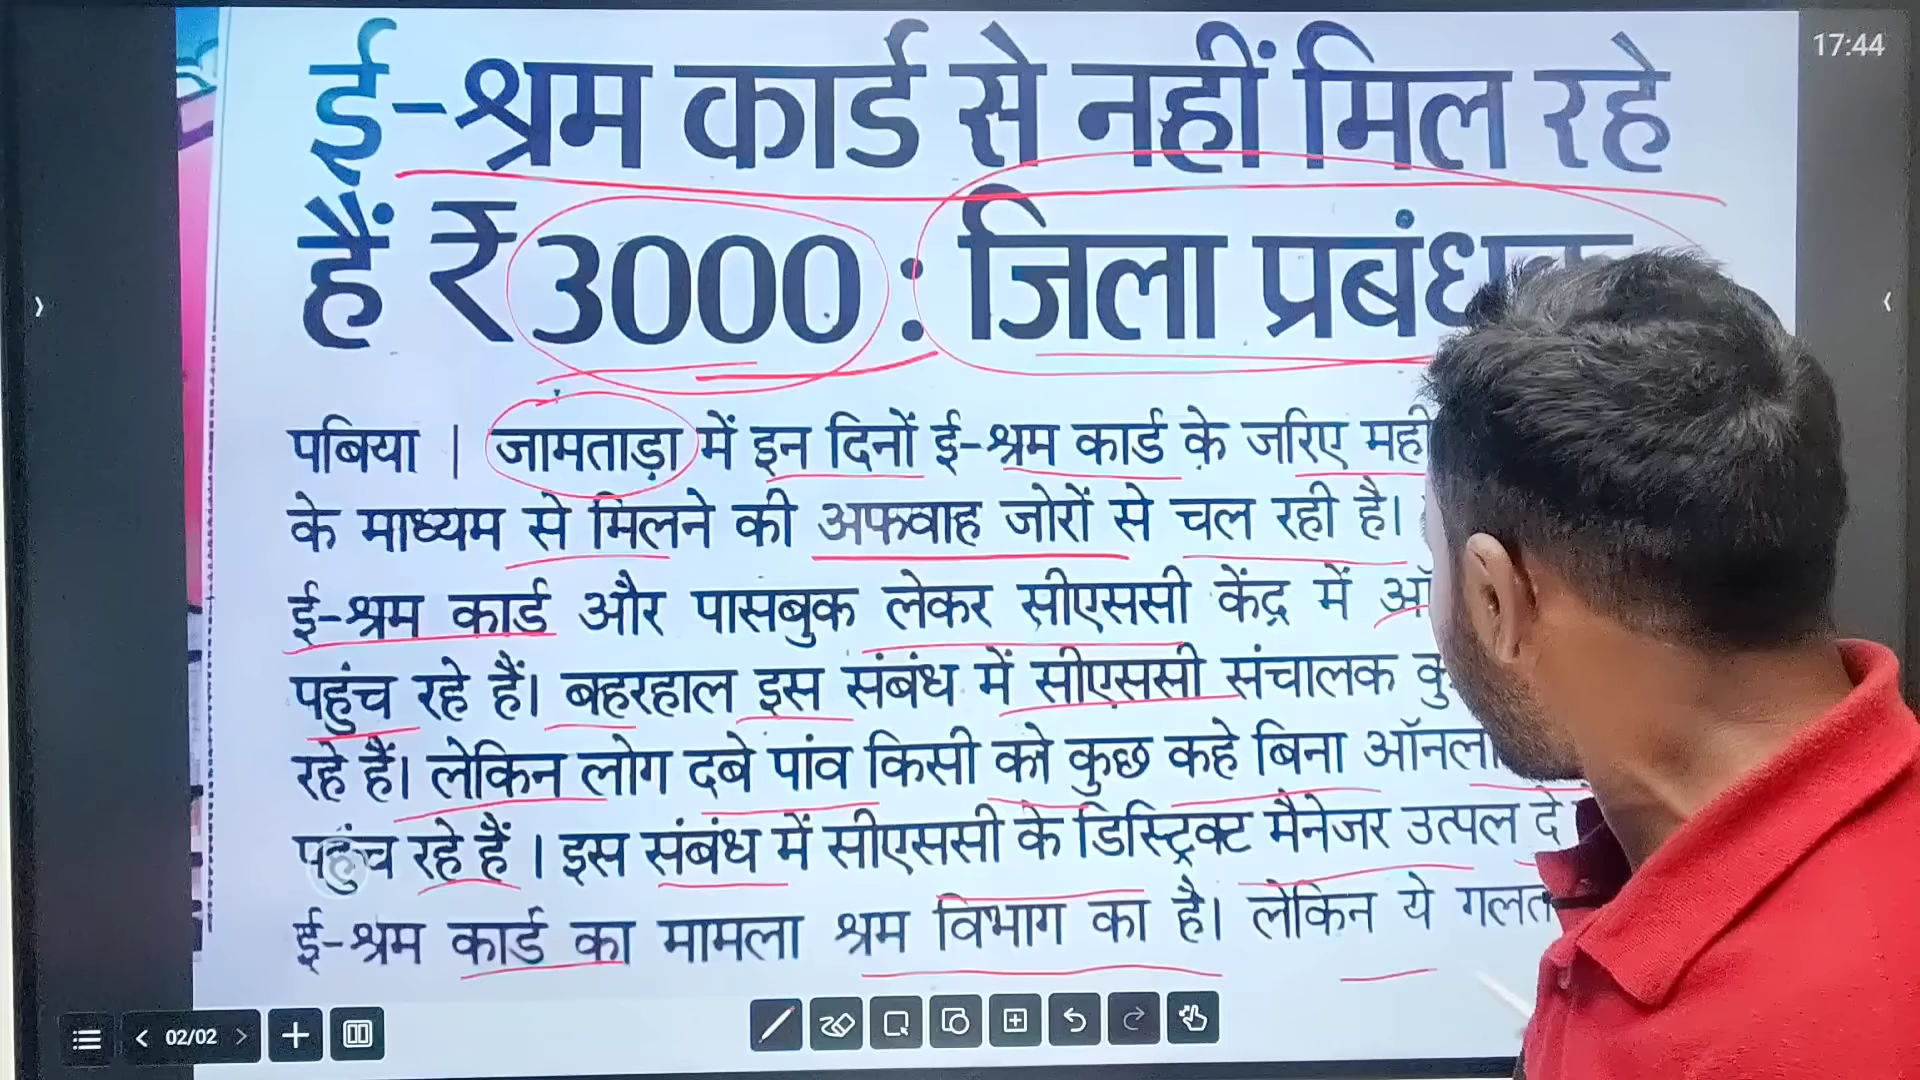 17:44
ई-श्रम कार्ड से नहीं मिल रहे
हैं ₹3000 : जिला
पबिया | जामताड़ा में इन दिनों ई-श्रम कार्ड के जरिए
के माध्यम से मिलने की अफवाह जोरों से चल रही है।
ई-श्रम कार्ड और पासबुक लेकर सीएससी केंद्र में
पहुंच रहे हैं। बहरहाल इस संबंध में सीएससी संचालक
रहे हैं। लेकिन लोग दबे पांव किसी को कुछ कहे बिना
पहुंच रहे हैं । इस संबंध में सीएससी के डिस्ट्रिक्ट मैनेजर उत्पल दे
ई-श्रम कार्ड का मामला श्रम विभाग का है। लेकिन ये गलत
02/02